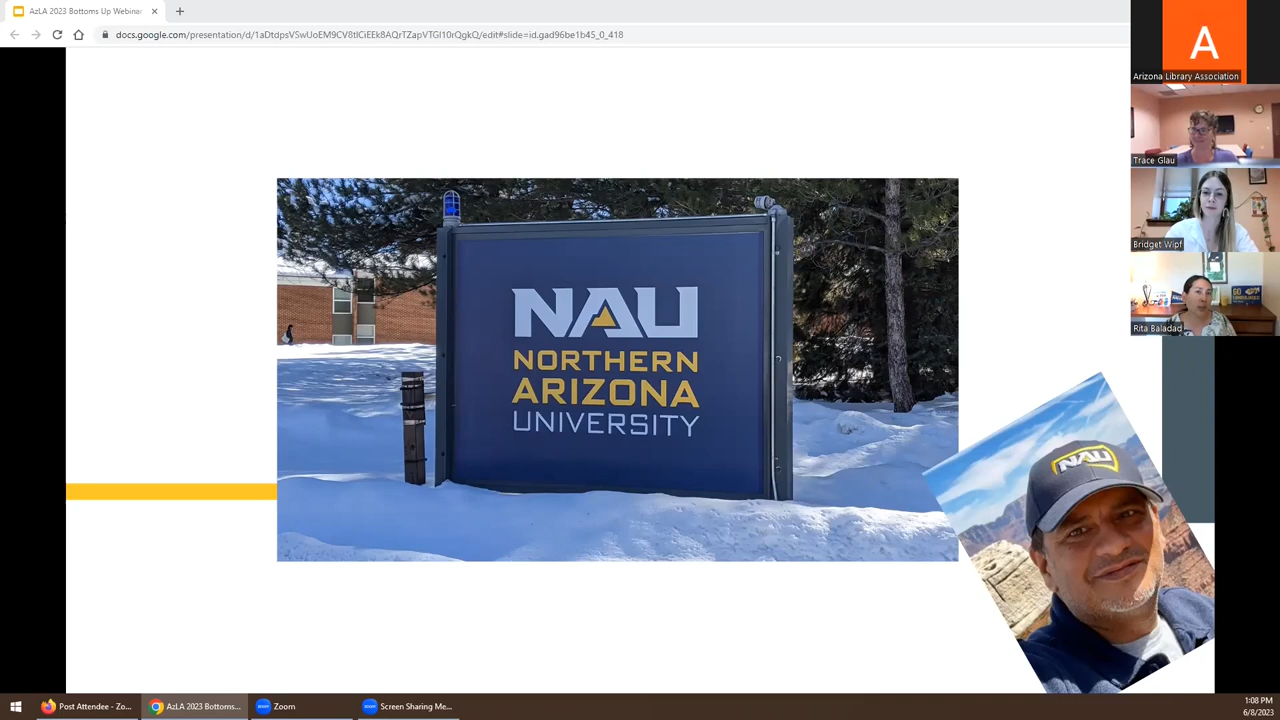 AzLA 2023 Bottoms Up Webinar
docs.google.com/presentation/d/1aDtdpsVSwUoEM9CV8tlCiEEk8AQrTZapVTGl10rQgkQ/edit#slide=id.gad96be1b45_0_418
A
Arizona Library Association
Trace Glau
Bridget Wipf
GO
Rita Baladad
NAU
NORTHERN
ARIZONA
UNIVERSITY
NAU
Post Attendee - Zo...
AzLA 2023 Bottoms...
Zoom
Screen Sharing Me...
1:08 PM
6/8/2023